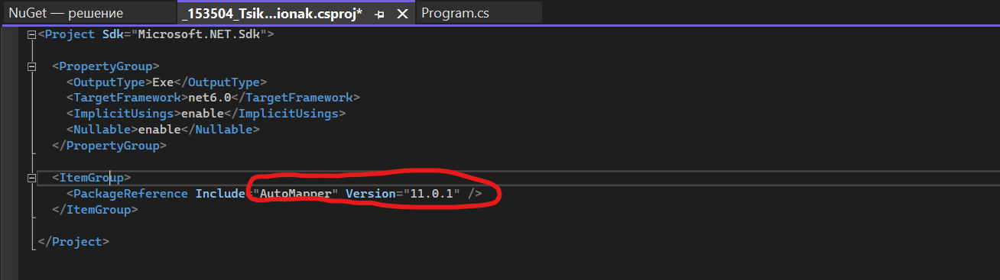 NuGet — решение
_153504_Tsik...ionak.csproj*
Program.cs
<Project Sdk="Microsoft.NET.Sdk">
<PropertyGroup>
<OutputType>Exe</OutputType>
<TargetFramework>net6.0</TargetFramework>
<ImplicitUsings>enable</ImplicitUsings>
<Nullable>enable</Nullable>
</PropertyGroup>
<ItemGroup>
<PackageReference Include="AutoMapper" Version="11.0.1" />
</ItemGroup>
</Project>